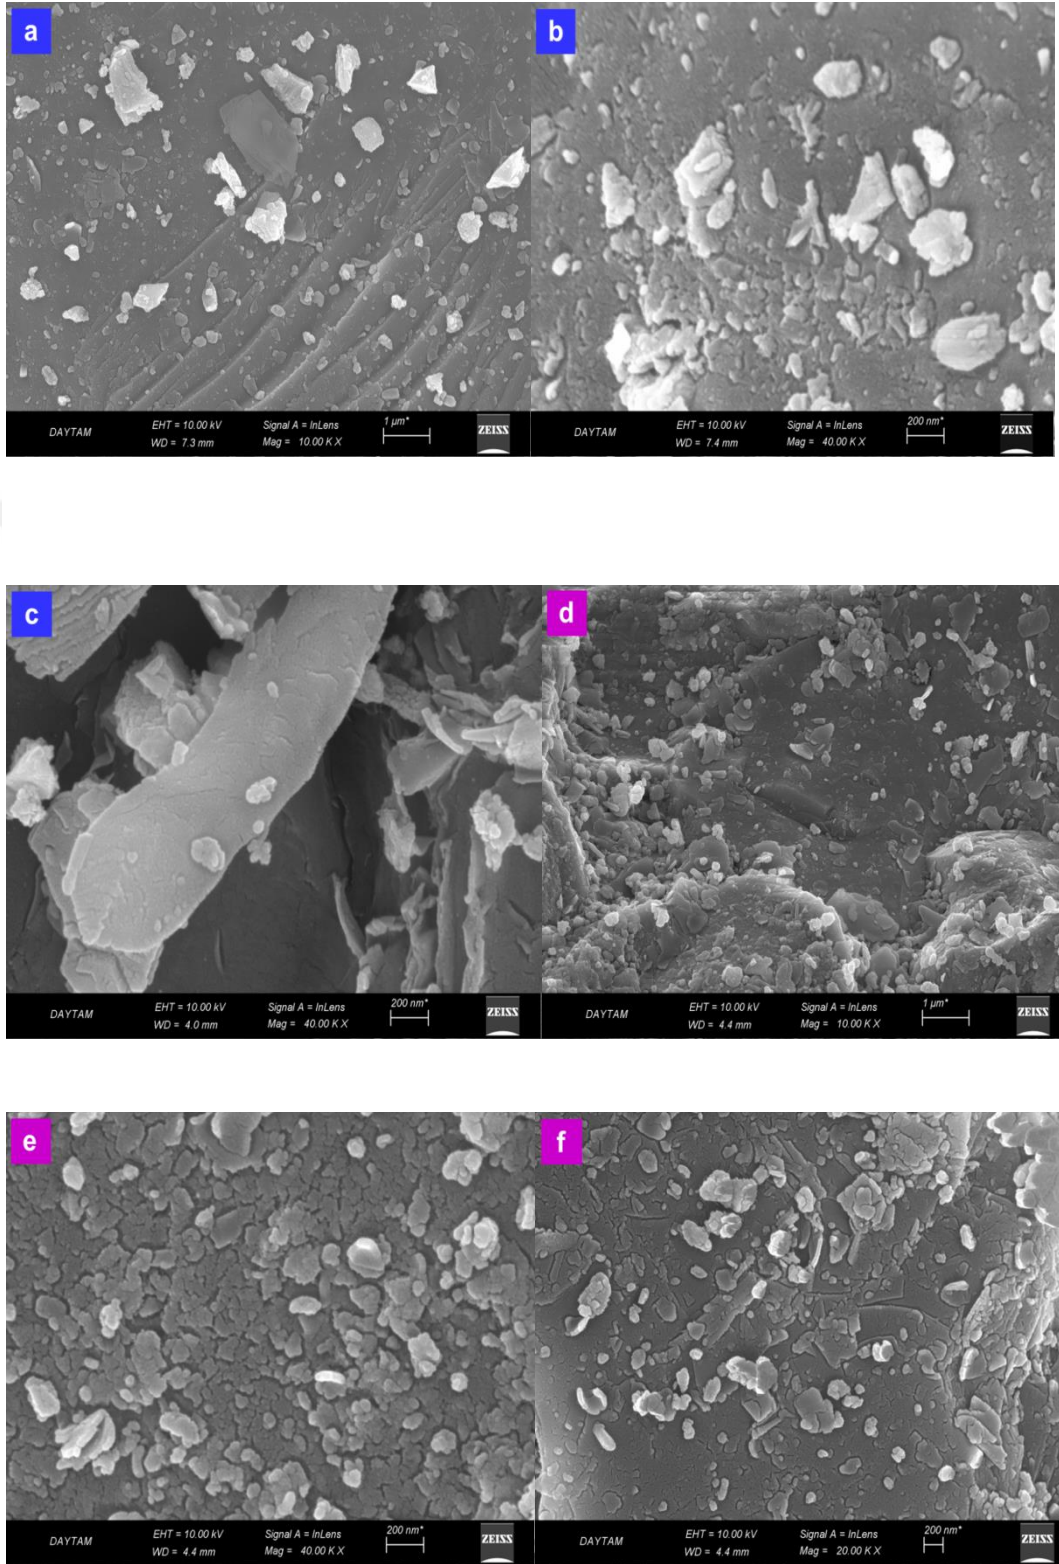 a
DAYTAM
EHT = 10.00 kV
WD = 7.3 mm
Signal A = InLens
Mag = 10.00 K X
1 µm*
ZEISS
b
DAYTAM
EHT = 10.00 kV
WD = 7.4 mm
Signal A = InLens
Mag = 40.00 K X
200 nm*
ZEISS
c
DAYTAM
EHT = 10.00 kV
WD = 4.0 mm
Signal A = InLens
Mag = 40.00 K X
200 nm*
ZEISS
d
DAYTAM
EHT = 10.00 kV
WD = 4.4 mm
Signal A = InLens
Mag = 10.00 K X
1 µm*
ZEISS
e
DAYTAM
EHT = 10.00 kV
WD = 4.4 mm
Signal A = InLens
Mag = 40.00 K X
200 nm*
ZEISS
f
DAYTAM
EHT = 10.00 kV
WD = 4.4 mm
Signal A = InLens
Mag = 20.00 K X
200 nm*
ZEISS